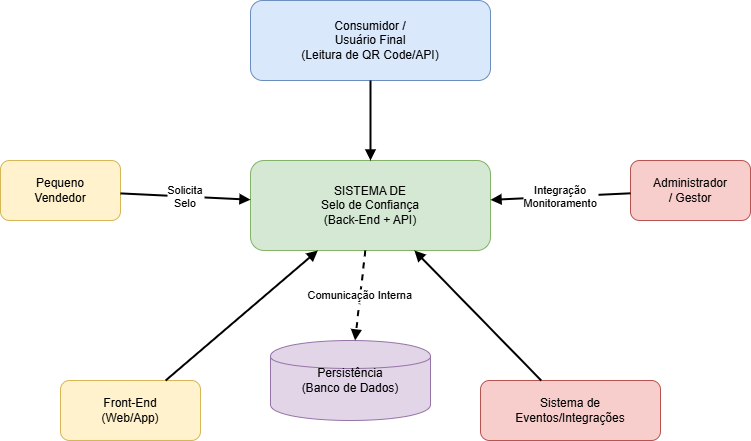 Consumidor /
Usuário Final
(Leitura de QR Code/API)
Pequeno
Vendedor
Solicita
Selo
SISTEMA DE
Selo de Confiança
(Back-End + API)
Integração
Monitoramento
Administrador
/ Gestor
Comunicação Interna
Persistência
(Banco de Dados)
Front-End
(Web/App)
Sistema de
Eventos/Integrações